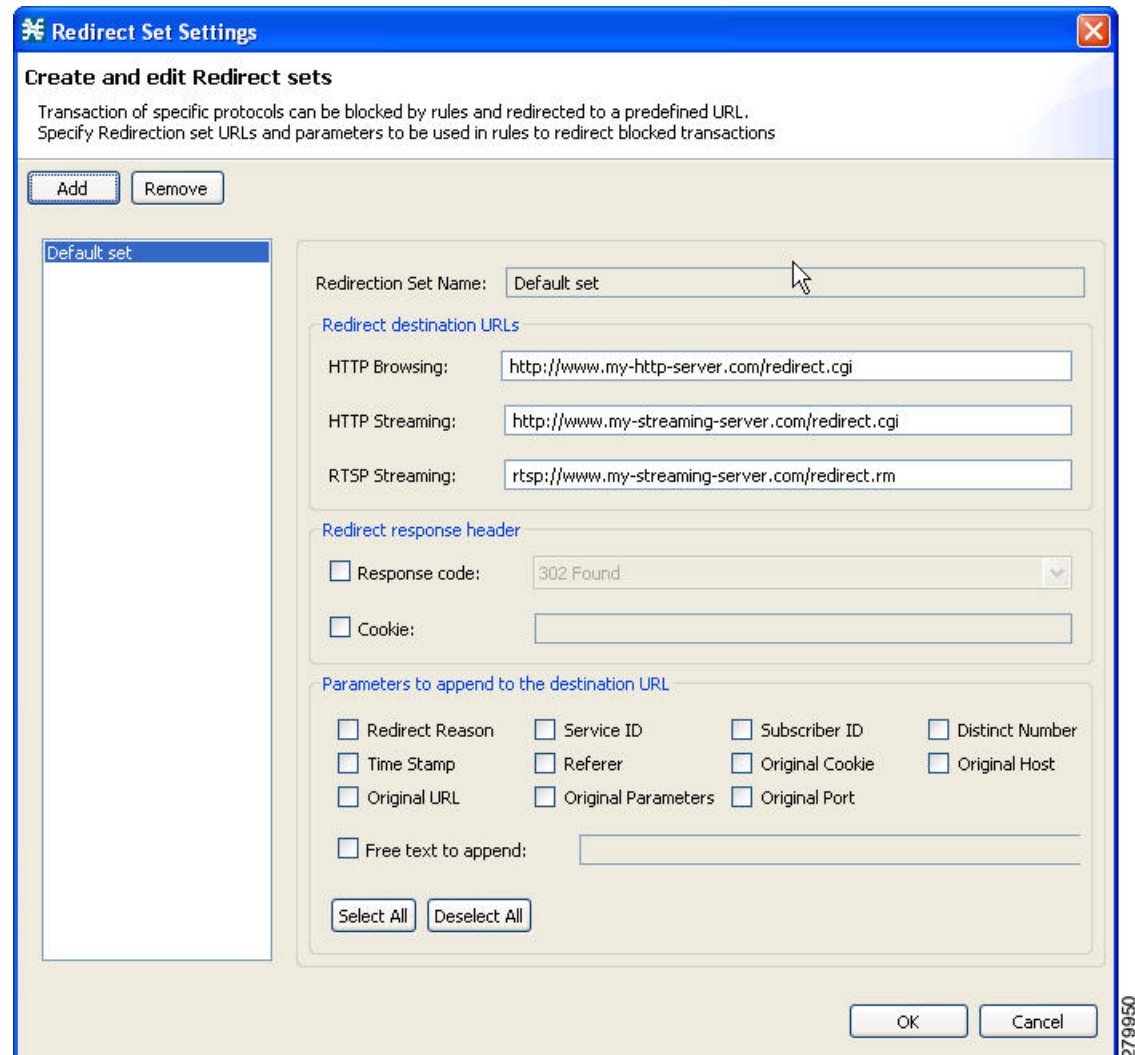 Redirect Set Settings
Create and edit Redirect sets
Transaction of specific protocols can be blocked by rules and redirected to a predefined URL.
Specify Redirection set URLs and parameters to be used in rules to redirect blocked transactions
Add Remove
Default set
Redirection Set Name: Default set
Redirect destination URLs
HTTP Browsing: http://www.my-http-server.com/redirect.cgi
HTTP Streaming: http://www.my-streaming-server.com/redirect.cgi
RTSP Streaming: rtsp://www.my-streaming-server.com/redirect.rm
Redirect response header
Response code: 302 Found
Cookie:
Parameters to append to the destination URL
Redirect Reason Service ID Subscriber ID Distinct Number
Time Stamp Referer Original Cookie Original Host
Original URL Original Parameters Original Port
Free text to append:
Select All Deselect All
OK Cancel
279950